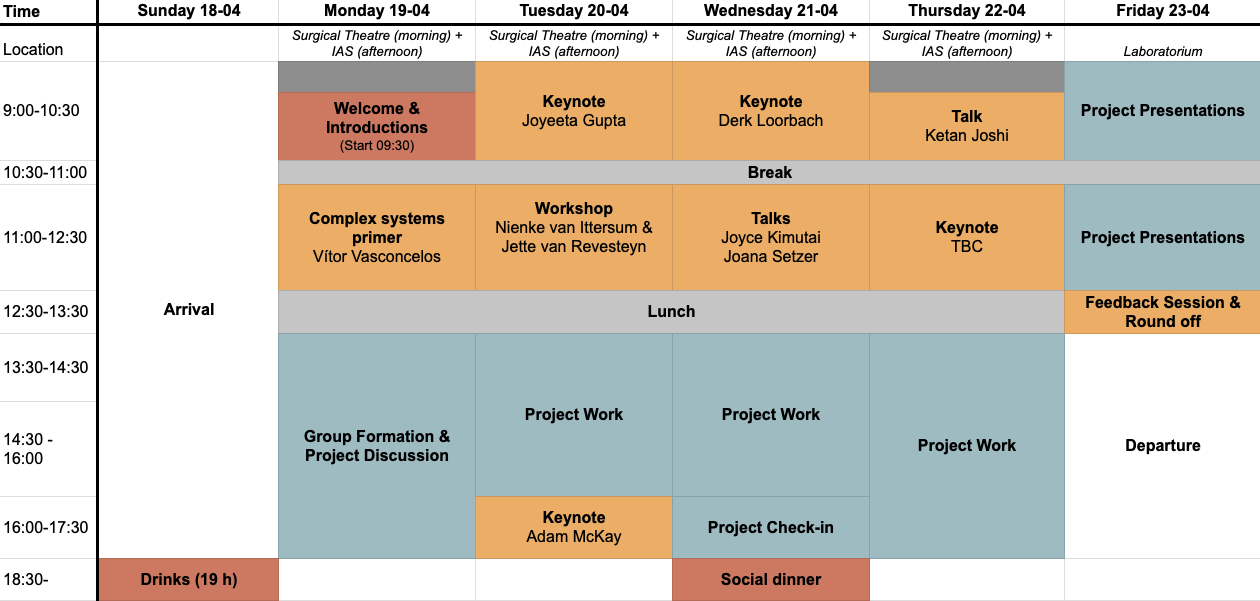 Time
Sunday 18-04
Monday 19-04
Tuesday 20-04
Wednesday 21-04
Thursday 22-04
Friday 23-04
Location
Surgical Theatre (morning) +
IAS (afternoon)
Surgical Theatre (morning) +
IAS (afternoon)
Surgical Theatre (morning) +
IAS (afternoon)
Surgical Theatre (morning) +
IAS (afternoon)
Laboratorium
9:00-10:30
Welcome &
Introductions
(Start 09:30)
Keynote
Joyeeta Gupta
Keynote
Derk Loorbach
Talk
Ketan Joshi
Project Presentations
10:30-11:00
Break
11:00-12:30
Complex systems
primer
Vítor Vasconcelos
Workshop
Nienke van Ittersum &
Jette van Revesteyn
Talks
Joyce Kimutai
Joana Setzer
Keynote
TBC
Project Presentations
Arrival
12:30-13:30
Lunch
Feedback Session &
Round off
13:30-14:30
14:30 -
16:00
Group Formation &
Project Discussion
Project Work
Project Work
Project Work
Departure
16:00-17:30
Keynote
Adam McKay
Project Check-in
18:30-
Drinks (19 h)
Social dinner